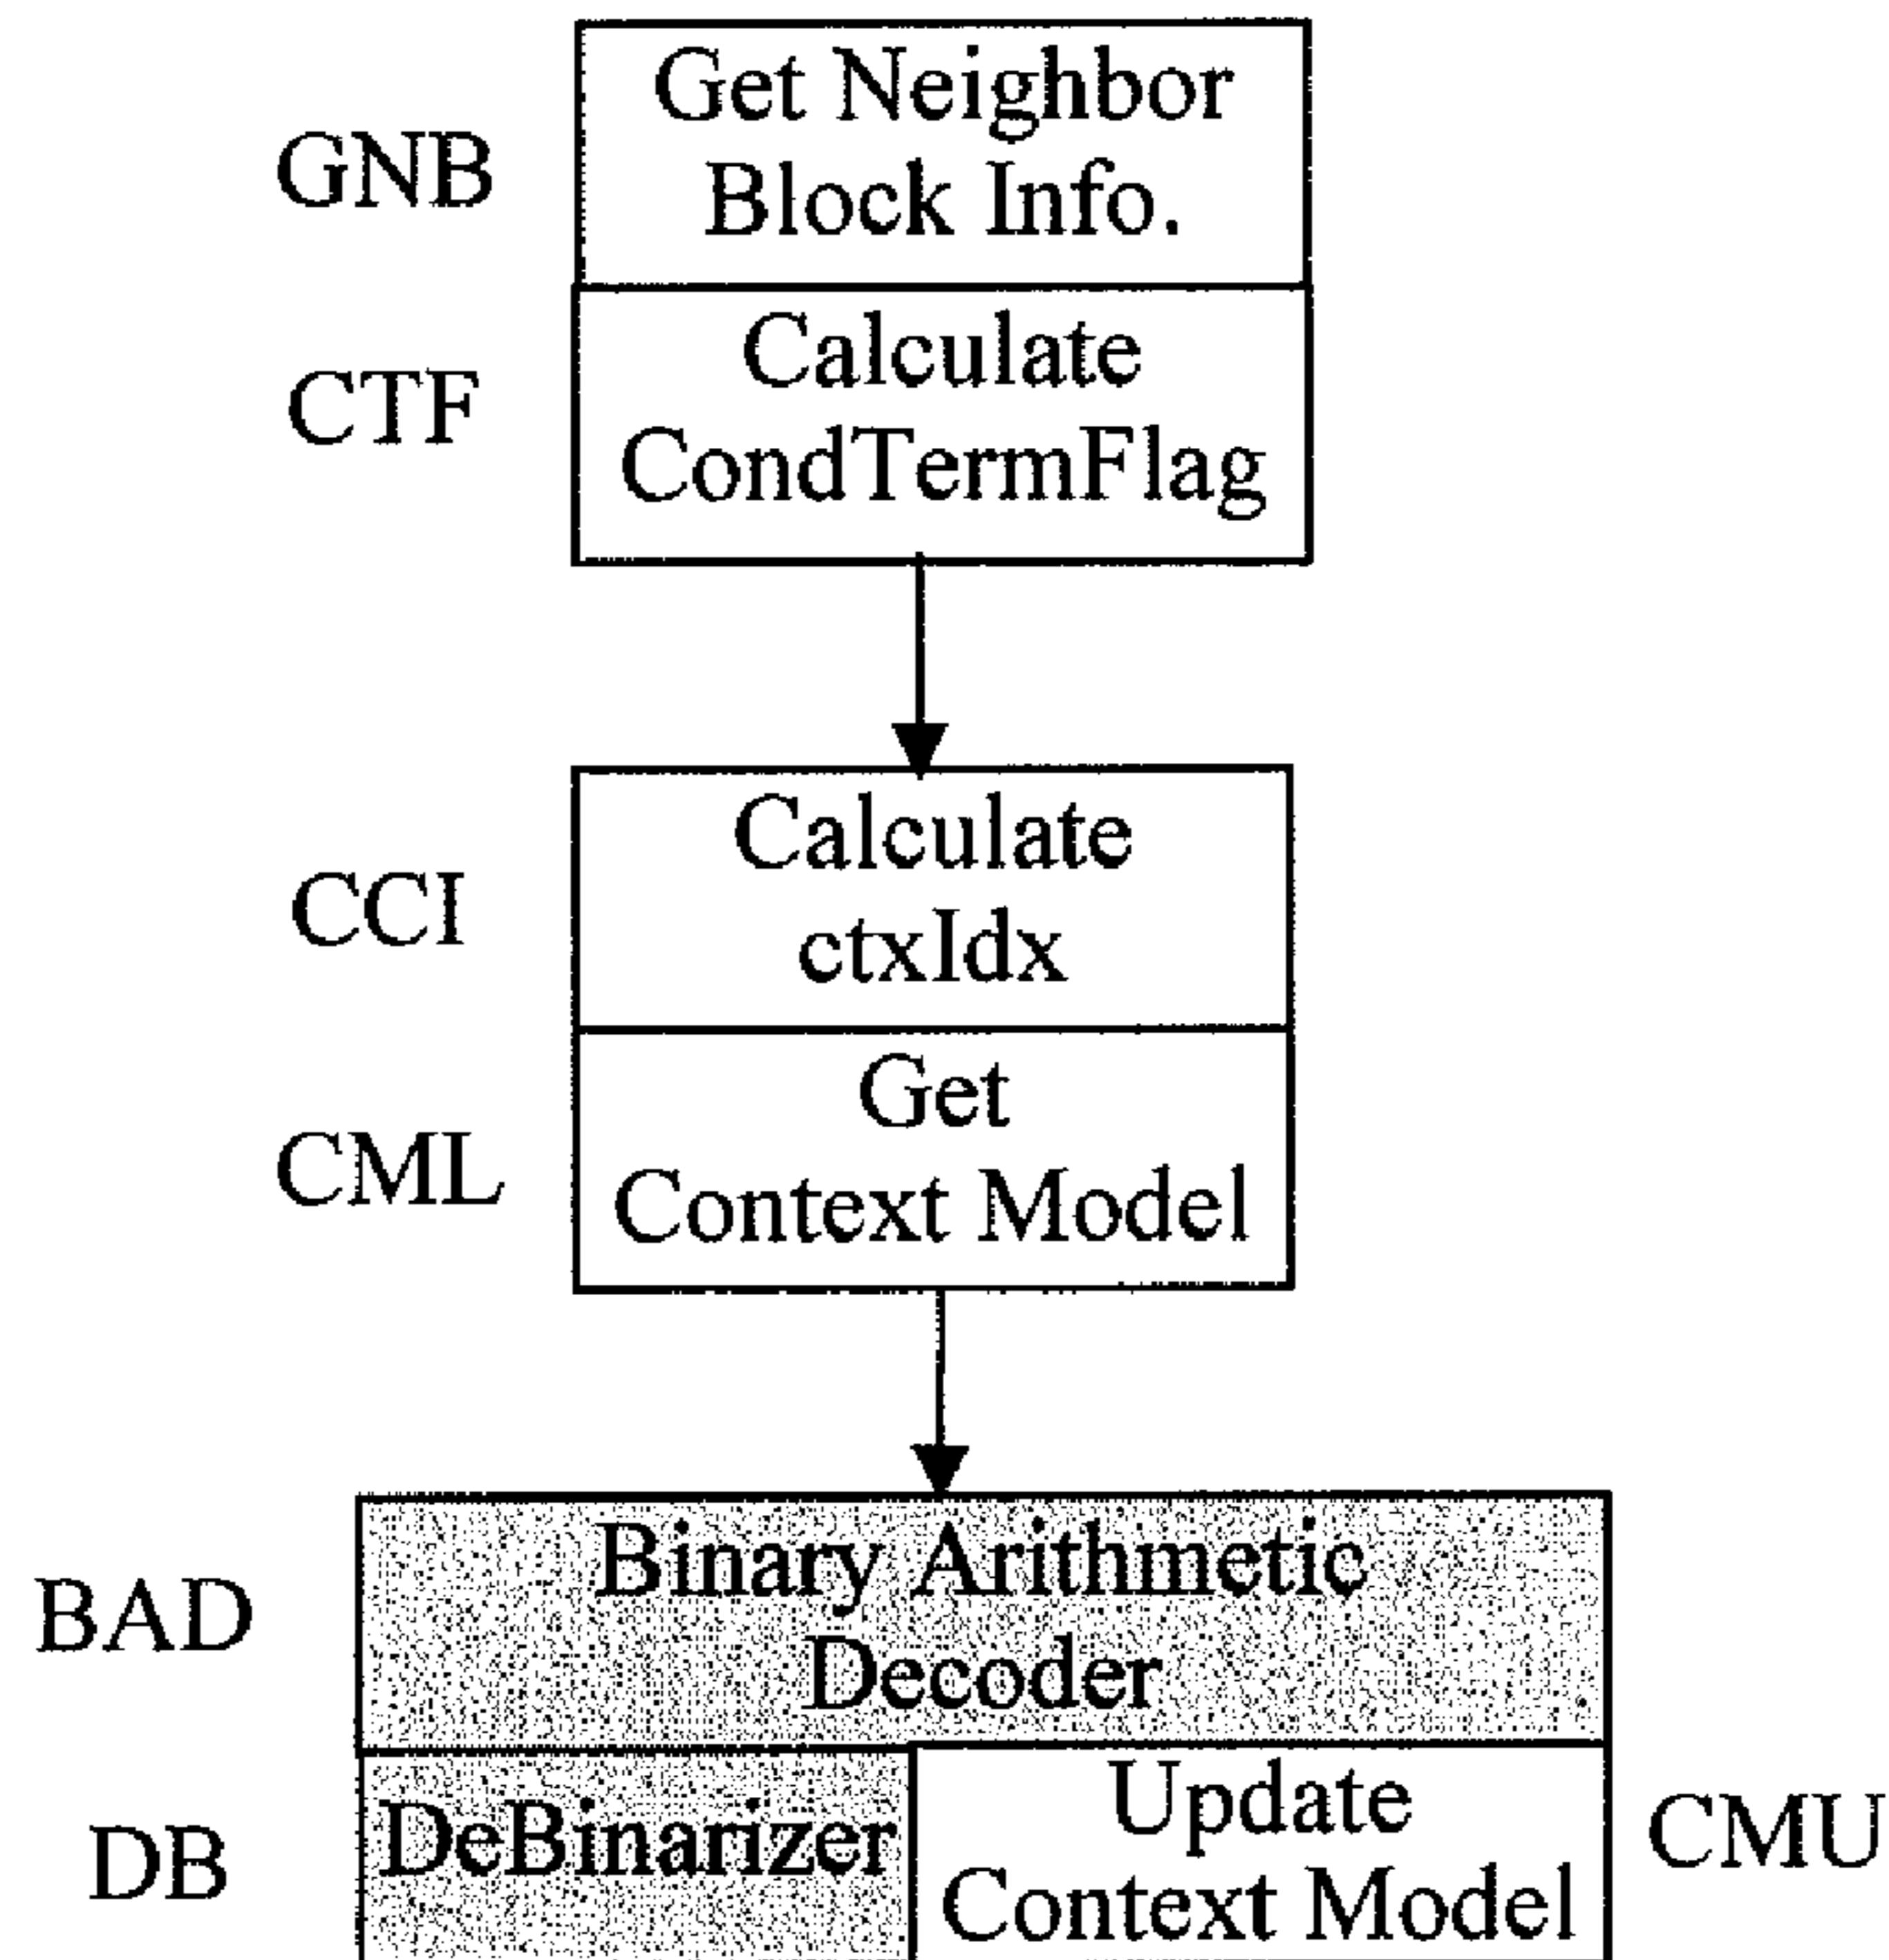 GNB
Get Neighbor
Block Info.
CTF
Calculate
CondTermFlag
CCI
Calculate
ctxIdx
CML
Get
Context Model
BAD
Binary Arithmetic
Decoder
DB
DeBinarizer
Update
Context Model
CMU